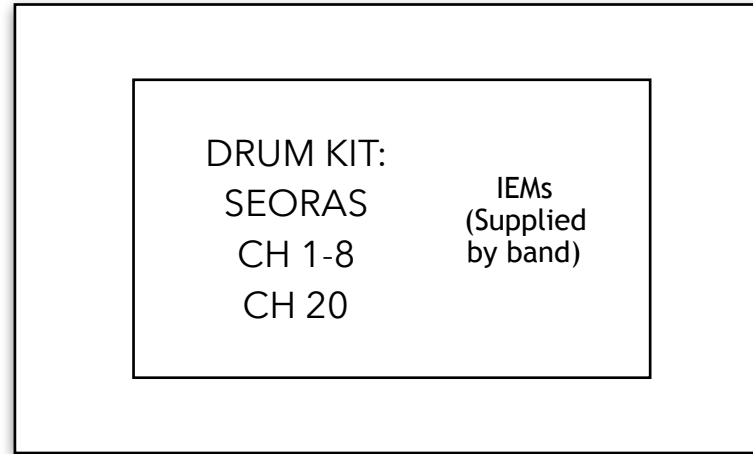 DRUM KIT:
SEORAS
CH 1-8
CH 20
IEMs
(Supplied
by band)